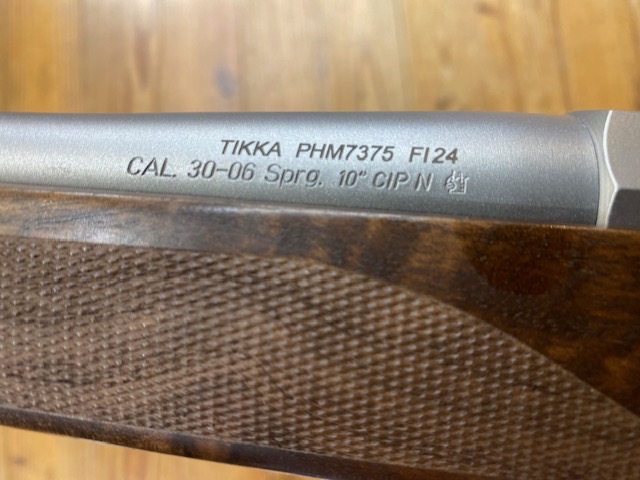 TIKKA PHM7375 FI24
CAL. 30-06 Sprg. 10" CIP N